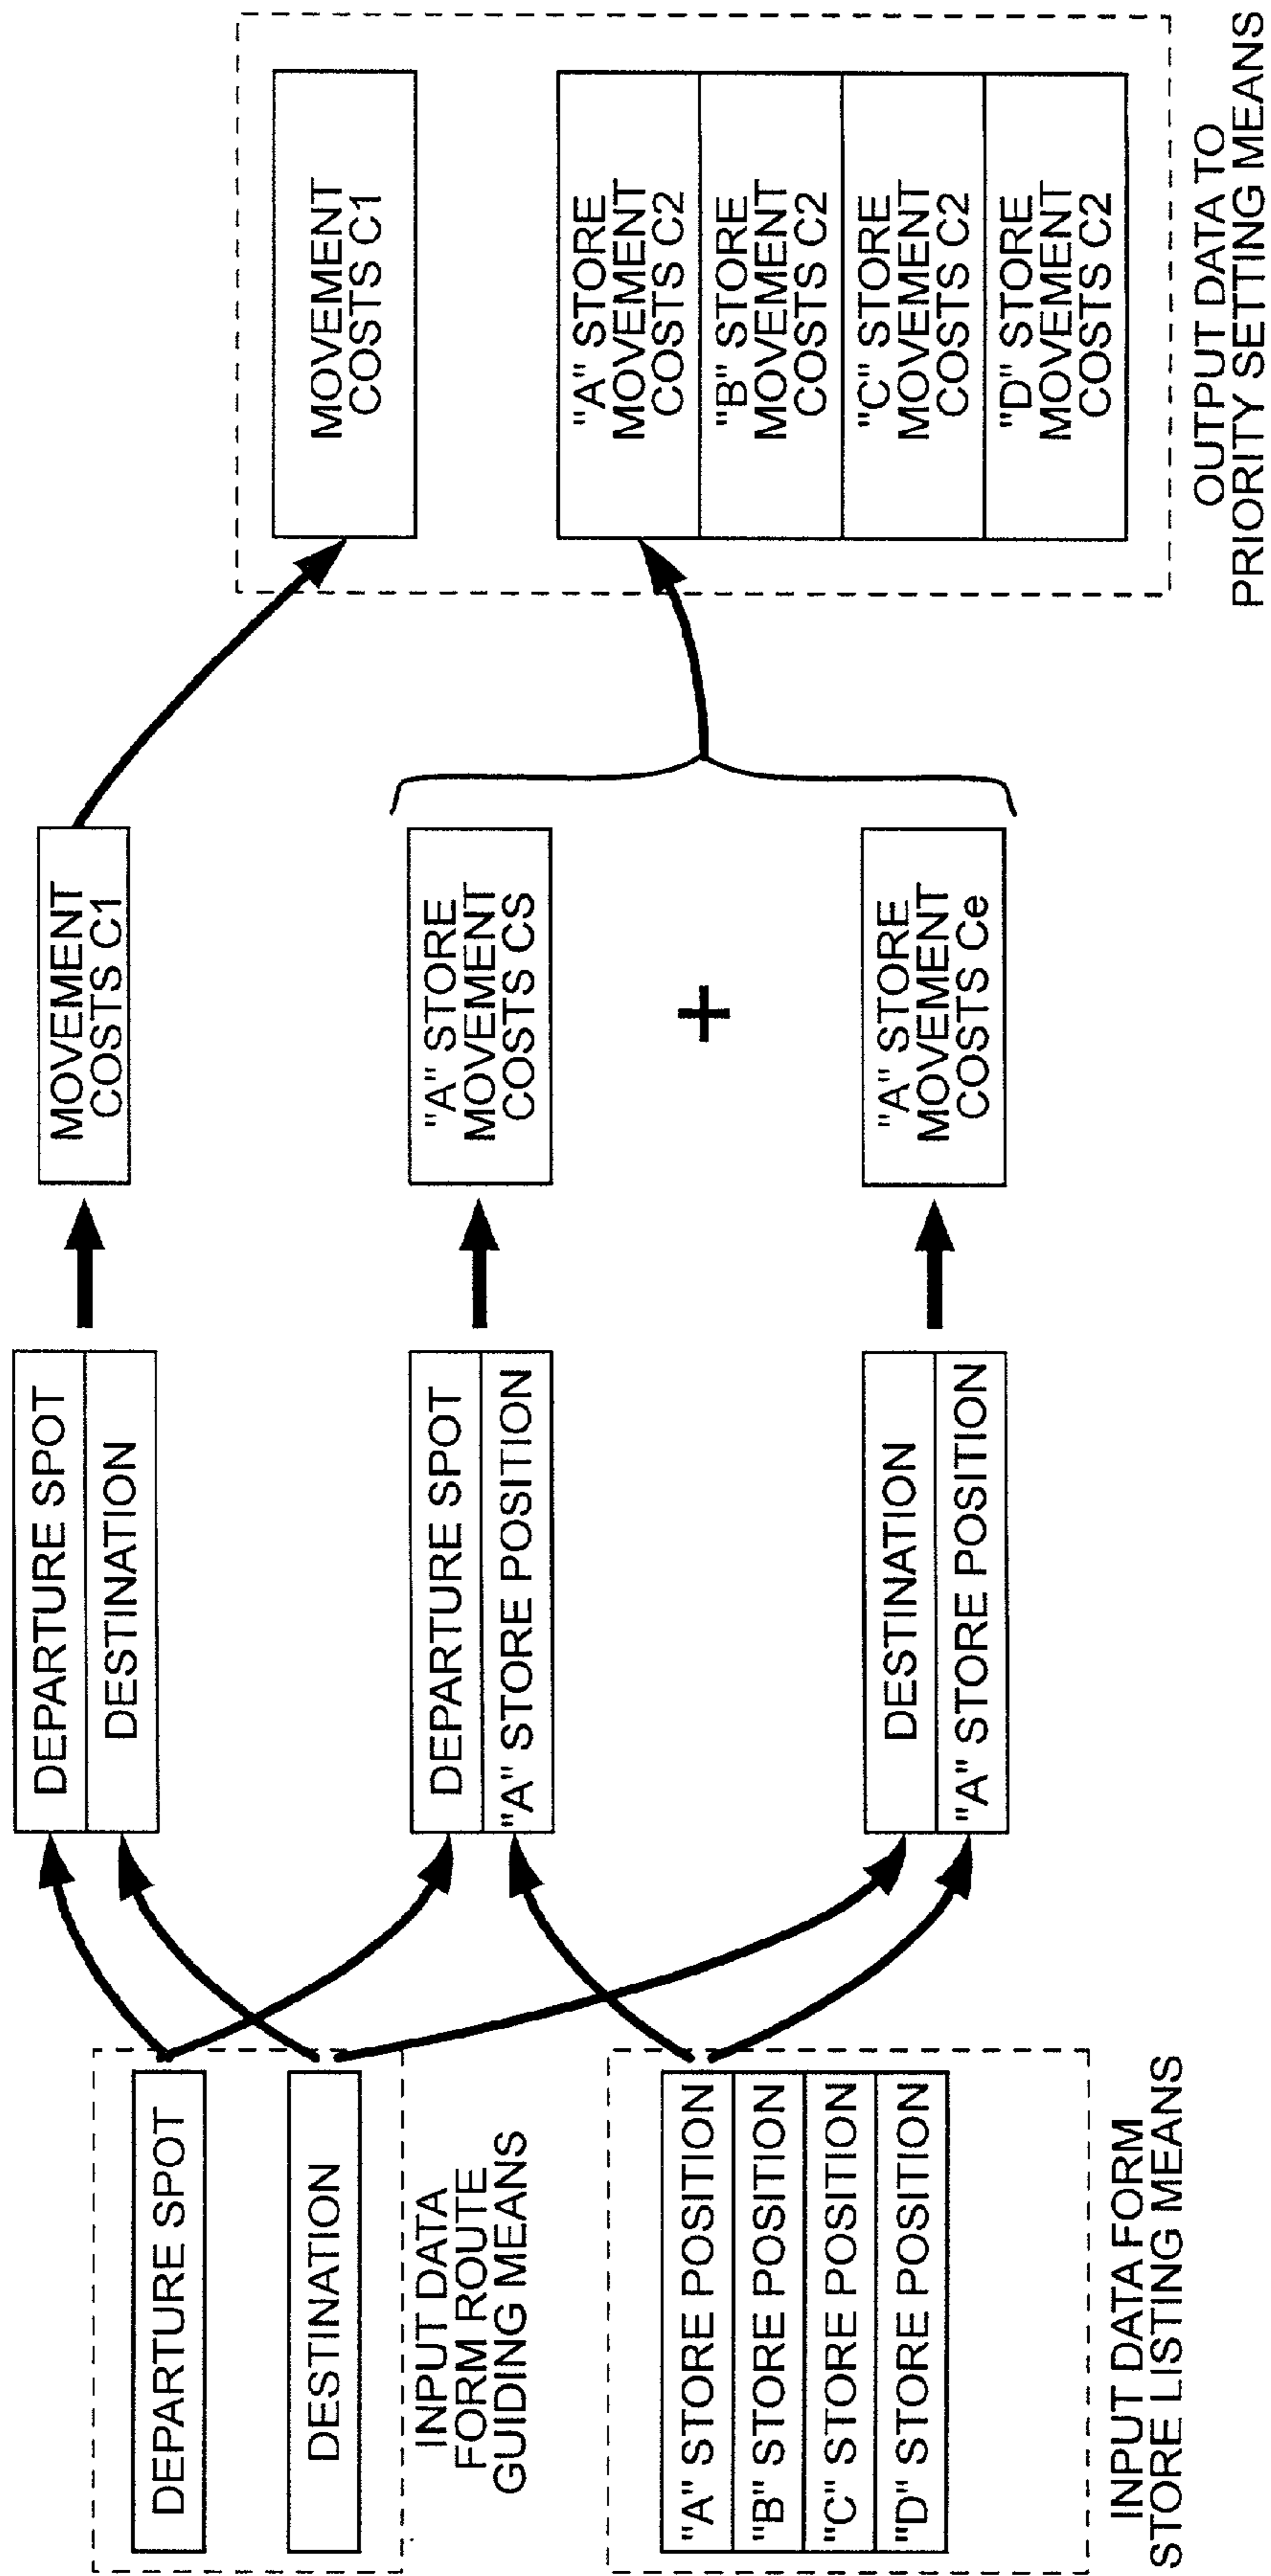 DEPARTURE SPOT
DESTINATION
INPUT DATA
FORM ROUTE
GUIDING MEANS
"A" STORE POSITION
"B" STORE POSITION
"C" STORE POSITION
"D" STORE POSITION
INPUT DATA FORM
STORE LISTING MEANS
DEPARTURE SPOT
DESTINATION
DEPARTURE SPOT
"A" STORE POSITION
DESTINATION
"A" STORE POSITION
MOVEMENT
COSTS C1
"A" STORE
MOVEMENT
COSTS CS
+
"A" STORE
MOVEMENT
COSTS Ce
MOVEMENT
COSTS C1
"A" STORE
MOVEMENT
COSTS C2
"B" STORE
MOVEMENT
COSTS C2
"C" STORE
MOVEMENT
COSTS C2
"D" STORE
MOVEMENT
COSTS C2
OUTPUT DATA TO
PRIORITY SETTING MEANS